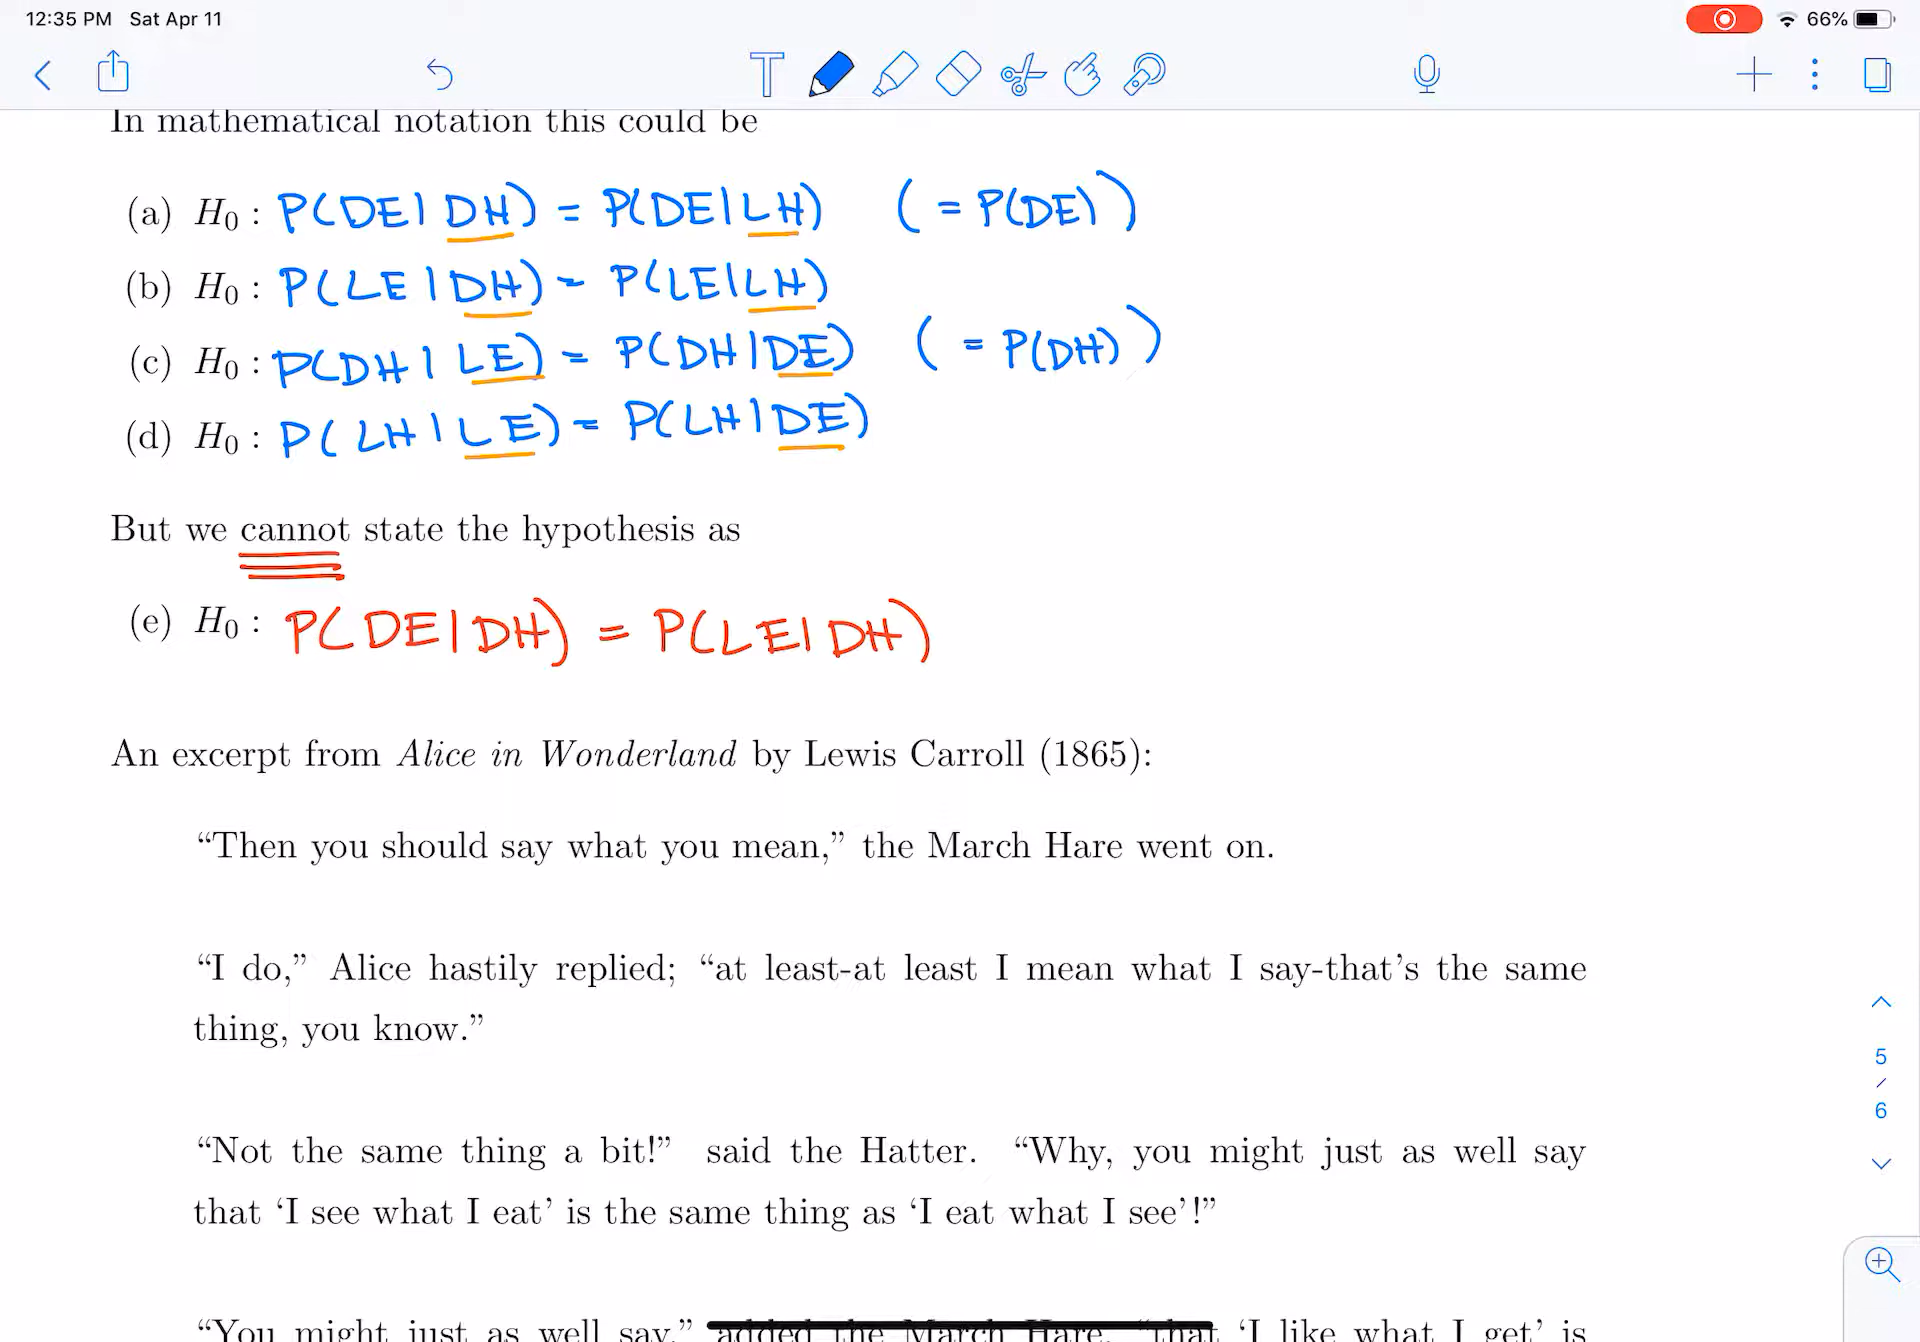 12:35 PM Sat Apr 11 66%
T
In mathematical notation this could be
(a) H₀ : P(DE|DH) = P(DE|LH) (= P(DE))
(b) H₀ : P(LE|DH) = P(LE|LH)
(c) H₀ : P(DH|LE) = P(DH|DE) (= P(DH))
(d) H₀ : P(LH|LE) = P(LH|DE)
But we cannot state the hypothesis as
(e) H₀ : P(DE|DH) = P(LE|DH)
An excerpt from Alice in Wonderland by Lewis Carroll (1865):
“Then you should say what you mean,” the March Hare went on.
“I do,” Alice hastily replied; “at least-at least I mean what I say-that’s the same
thing, you know.”
5
/
6
“Not the same thing a bit!” said the Hatter. “Why, you might just as well say
that ‘I see what I eat’ is the same thing as ‘I eat what I see’!”
“You might just as well say,” added the March Hare, “that ‘I like what I get’ is